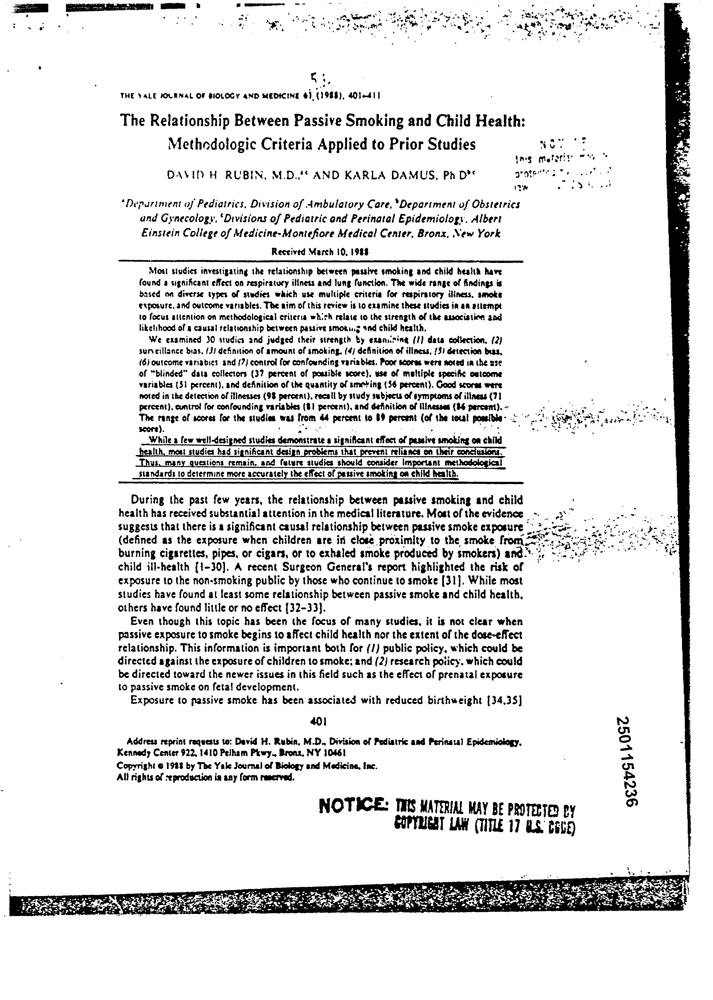 THE YALE JOURNAL OF BIOLOGY AND MEDICINE 61 (1988), 401-411
The Relationship Between Passive Smoking and Child Health:
Methodologic Criteria Applied to Prior Studies
DAVID H. RUBIN, M.D., AND KARLA DAMUS, Ph D
ᵃDepartment of Pediatrics, Division of Ambulatory Care, ᵇDepartment of Obstetrics
and Gynecology, ᶜDivisions of Pediatric and Perinatal Epidemiology, Albert
Einstein College of Medicine-Montefiore Medical Center, Bronx, New York
Received March 10, 1988
Most studies investigating the relationship between passive smoking and child health have
found a significant effect on respiratory illness and lung function. The wide range of findings is
based on diverse types of studies which use multiple criteria for respiratory illness, smoke
exposure, and outcome variables. The aim of this review is to examine these studies in an attempt
to focus attention on methodological criteria which relate to the strength of the association and
likelihood of a causal relationship between passive smoking and child health.
We examined 30 studies and judged their strength by examining (1) data collection, (2)
surveillance bias, (3) definition of amount of smoking, (4) definition of illness, (5) detection bias,
(6) outcome variables and (7) control for confounding variables. Poor scores were noted in the use
of "blinded" data collectors (37 percent of possible score), use of multiple specific outcome
variables (51 percent), and definition of the quantity of smoking (56 percent). Good scores were
noted in the detection of illnesses (98 percent), recall by study subjects of symptoms of illness (71
percent), control for confounding variables (81 percent), and definition of illnesses (86 percent).
The range of scores for the studies was from 44 percent to 89 percent (of the total possible
score).
While a few well-designed studies demonstrate a significant effect of passive smoking on child
health, most studies had significant design problems that prevent reliance on their conclusions.
Thus, many questions remain, and future studies should consider important methodological
standards to determine more accurately the effect of passive smoking on child health.
During the past few years, the relationship between passive smoking and child
health has received substantial attention in the medical literature. Most of the evidence
suggests that there is a significant causal relationship between passive smoke exposure
(defined as the exposure when children are in close proximity to the smoke from
burning cigarettes, pipes, or cigars, or to exhaled smoke produced by smokers) and
child ill-health [1-30]. A recent Surgeon General's report highlighted the risk of
exposure to the non-smoking public by those who continue to smoke [31]. While most
studies have found at least some relationship between passive smoke and child health,
others have found little or no effect [32-33].
Even though this topic has been the focus of many studies, it is not clear when
passive exposure to smoke begins to affect child health nor the extent of the dose-effect
relationship. This information is important both for (1) public policy, which could be
directed against the exposure of children to smoke; and (2) research policy, which could
be directed toward the newer issues in this field such as the effect of prenatal exposure
to passive smoke on fetal development.
Exposure to passive smoke has been associated with reduced birthweight [34,35]
401
Address reprint requests to: David H. Rubin, M.D., Division of Pediatric and Perinatal Epidemiology,
Kennedy Center 922, 1410 Pelham Pkwy., Bronx, NY 10461
Copyright © 1988 by The Yale Journal of Biology and Medicine, Inc.
All rights of reproduction in any form reserved.
2501154236
NOTICE: THIS MATERIAL MAY BE PROTECTED BY
COPYRIGHT LAW (TITLE 17 U.S. CODE)